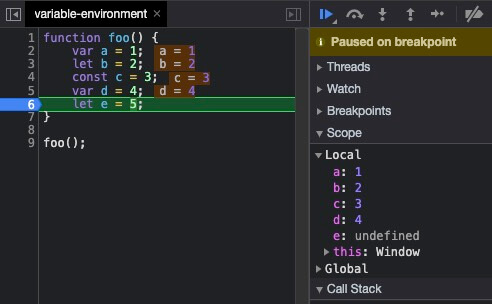 variable-environment ×
1 function foo() {
2 var a = 1; a = 1
3 let b = 2; b = 2
4 const c = 3; c = 3
5 var d = 4; d = 4
6 let e = 5;
7 }
8
9 foo();
Paused on breakpoint
Threads
Watch
Breakpoints
Scope
Local
a: 1
b: 2
c: 3
d: 4
e: undefined
this: Window
Global
Call Stack